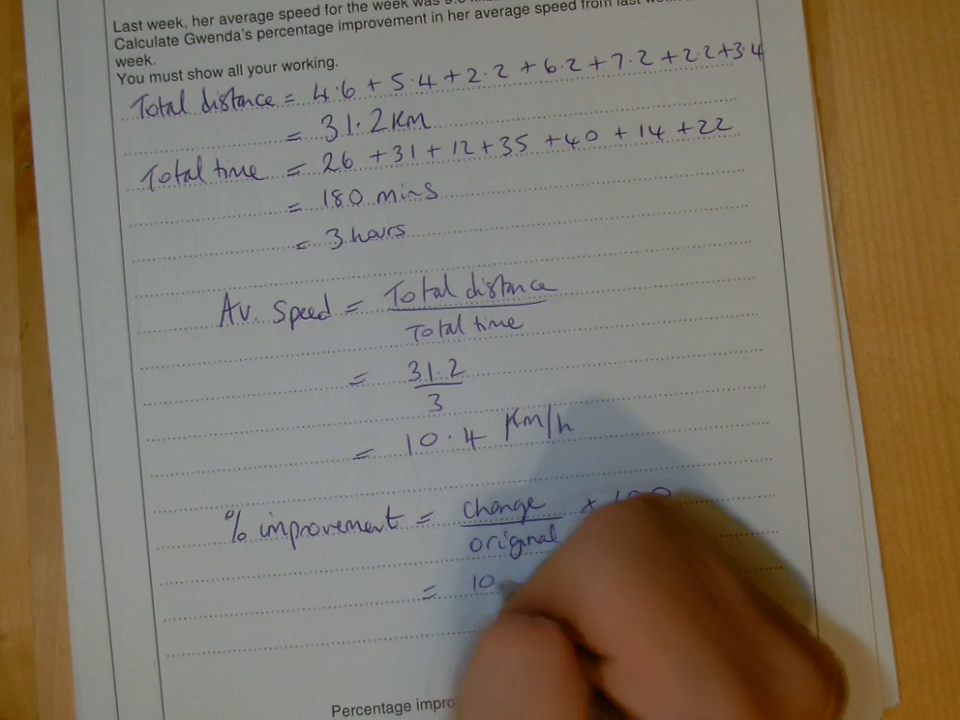 Last week, her average speed for the week was
Calculate Gwenda's percentage improvement in her average speed from last
week.
You must show all your working.
Total distance = 4.6 + 5.4 + 2.2 + 6.2 + 7.2 + 2.2 + 3.4
= 31.2 Km
Total time = 26 + 31 + 12 + 35 + 40 + 14 + 22
= 180 mins
= 3 hours
Av. Speed = Total distance
Total time
= 31.2
3
= 10.4 Km/h
% improvement = change × 100
original
= 10
Percentage impro